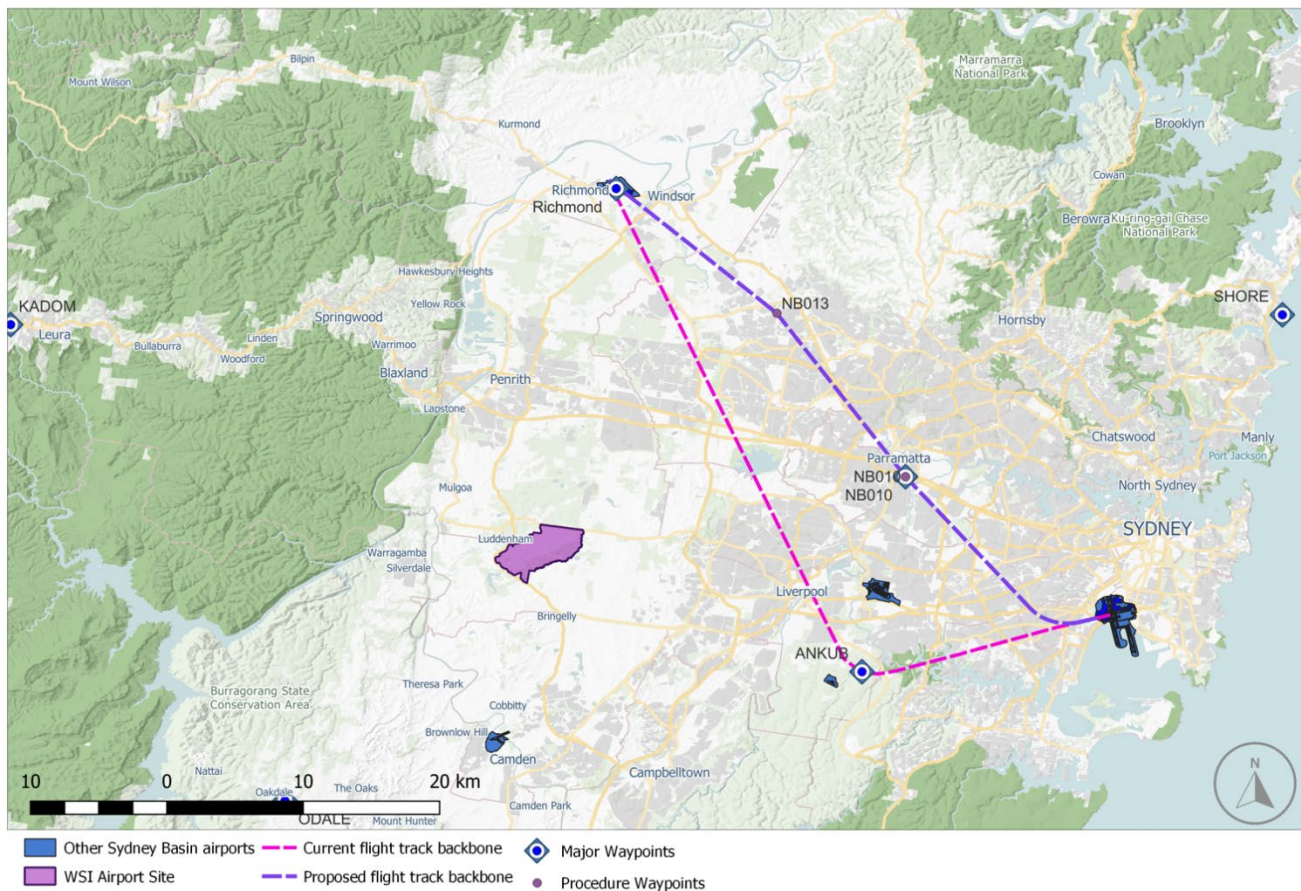 Mount Wilson
Bilpin
Kurmond
Marramarra
National Park
Brooklyn
Cowan
Berowra
Ku-ring-gai Chase
National Park
Richmond
Windsor
Richmond
Hawkesbury Heights
Yellow Rock
KADOM
Leura
Bullaburra
Linden
Woodford
Springwood
Warrimoo
Blaxland
Lapstone
Penrith
NB013
Hornsby
SHORE
Chatswood
Manly
Port Jackson
Parramatta
NB010
NB010
North Sydney
SYDNEY
Mulgoa
Luddenham
Warragamba
Silverdale
Liverpool
Bringelly
ANKUB
Theresa Park
Burragorang State
Conservation Area
Cobbitty
Brownlow Hill
Camden
Campbelltown
Nattai
Oakdale
The Oaks
Camden Park
Mount Hunter
ODALE
10 0 10 20 km
N
Other Sydney Basin airports
Current flight track backbone
Major Waypoints
WSI Airport Site
Proposed flight track backbone
Procedure Waypoints